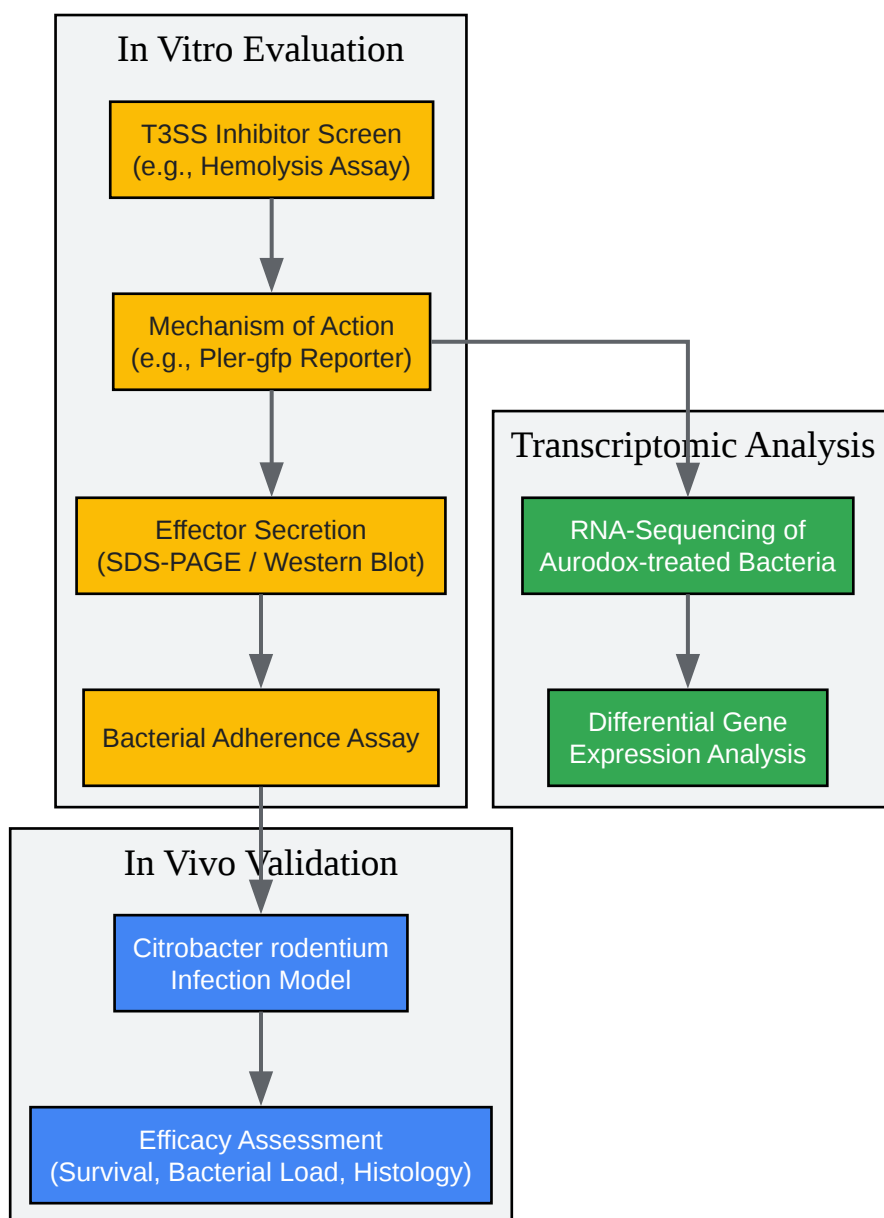 In Vitro Evaluation
T3SS Inhibitor Screen
(e.g., Hemolysis Assay)
Mechanism of Action
(e.g., Pler-gfp Reporter)
Effector Secretion
(SDS-PAGE / Western Blot)
Bacterial Adherence Assay
Transcriptomic Analysis
RNA-Sequencing of
Aurodox-treated Bacteria
Differential Gene
Expression Analysis
In Vivo Validation
Citrobacter rodentium
Infection Model
Efficacy Assessment
(Survival, Bacterial Load, Histology)